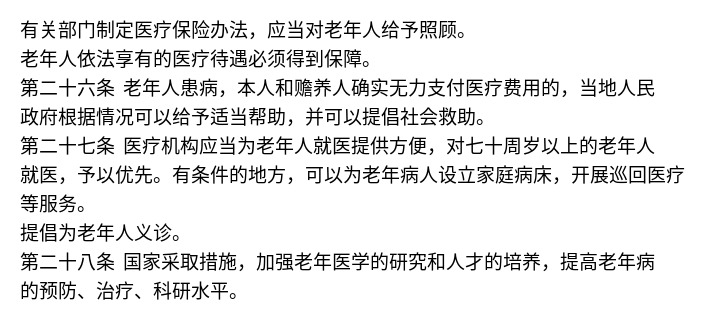 有关部门制定医疗保险办法，应当对老年人给予照顾。
老年人依法享有的医疗待遇必须得到保障。
第二十六条 老年人患病，本人和赡养人确实无力支付医疗费用的，当地人民
政府根据情况可以给予适当帮助，并可以提倡社会救助。
第二十七条 医疗机构应当为老年人就医提供方便，对七十周岁以上的老年人
就医，予以优先。有条件的地方，可以为老年病人设立家庭病床，开展巡回医疗
等服务。
提倡为老年人义诊。
第二十八条 国家采取措施，加强老年医学的研究和人才的培养，提高老年病
的预防、治疗、科研水平。